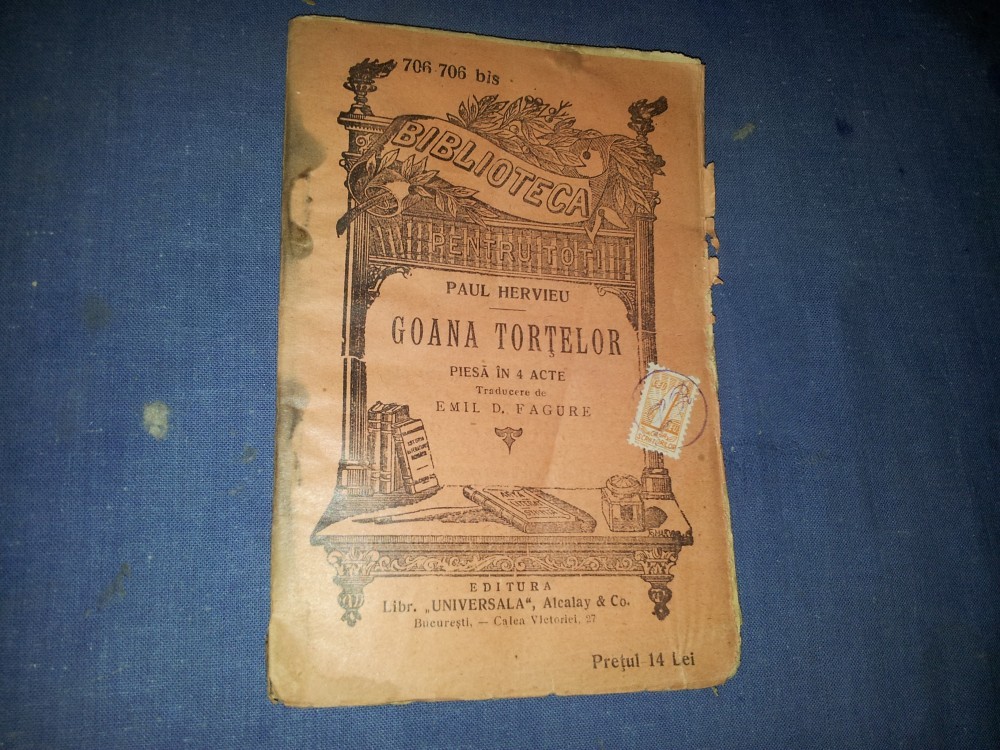 706-706 bis
BIBLIOTECA
PENTRU TOTI
PAUL HERVIEU
GOANA TORŢELOR
PIESĂ ÎN 4 ACTE
Traducere de
EMIL D. FAGURE
EDITURA
Libr. „UNIVERSALA“, Alcalay & Co.
Bucureşti, — Calea Victoriei, 27
Preţul 14 Lei